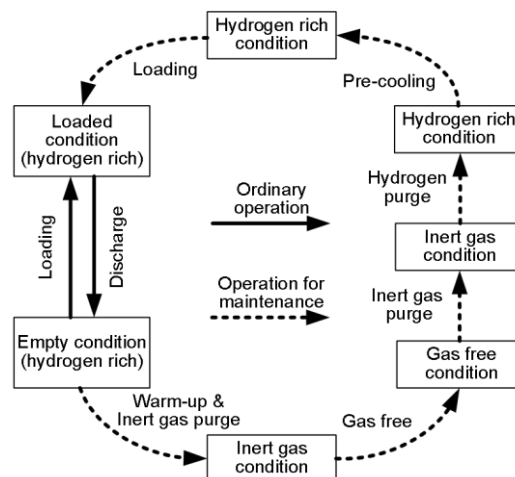 Hydrogen rich
condition
Loading
Pre-cooling
Loaded
condition
(hydrogen rich)
Hydrogen rich
condition
Ordinary
operation
Hydrogen
purge
Loading
Discharge
Inert gas
condition
Operation for
maintenance
Inert gas
purge
Empty condition
(hydrogen rich)
Gas free
condition
Warm-up &
Inert gas purge
Gas free
Inert gas
condition